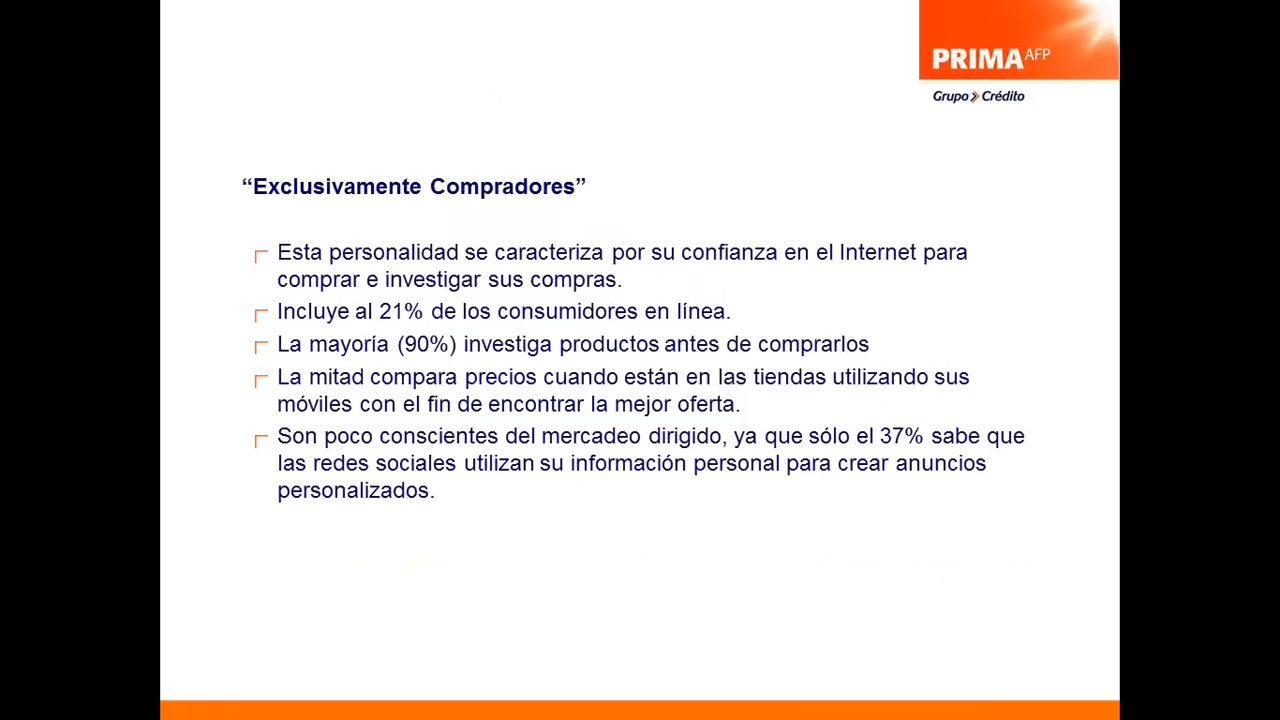 PRIMA AFP
Grupo Crédito
“Exclusivamente Compradores”
Esta personalidad se caracteriza por su confianza en el Internet para
comprar e investigar sus compras.
Incluye al 21% de los consumidores en línea.
La mayoría (90%) investiga productos antes de comprarlos
La mitad compara precios cuando están en las tiendas utilizando sus
móviles con el fin de encontrar la mejor oferta.
Son poco conscientes del mercadeo dirigido, ya que sólo el 37% sabe que
las redes sociales utilizan su información personal para crear anuncios
personalizados.